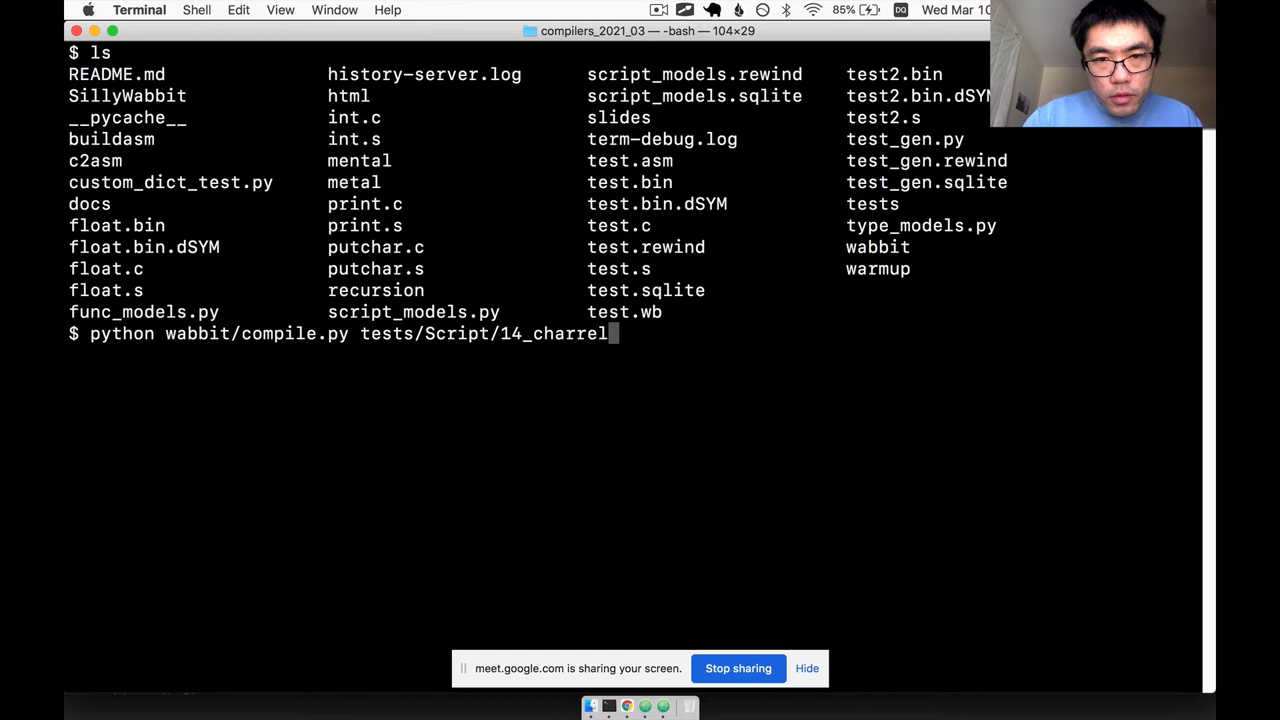 Terminal Shell Edit View Window Help 85% DQ Wed Mar 10
compilers_2021_03 — -bash — 104×29
$ ls
README.md history-server.log script_models.rewind test2.bin
SillyWabbit html script_models.sqlite test2.bin.dSYM
__pycache__ int.c slides test2.s
buildasm int.s term-debug.log test_gen.py
c2asm mental test.asm test_gen.rewind
custom_dict_test.py metal test.bin test_gen.sqlite
docs print.c test.bin.dSYM tests
float.bin print.s test.c type_models.py
float.bin.dSYM putchar.c test.rewind wabbit
float.c putchar.s test.s warmup
float.s recursion test.sqlite
func_models.py script_models.py test.wb
$ python wabbit/compile.py tests/Script/14_charrel
meet.google.com is sharing your screen. Stop sharing Hide